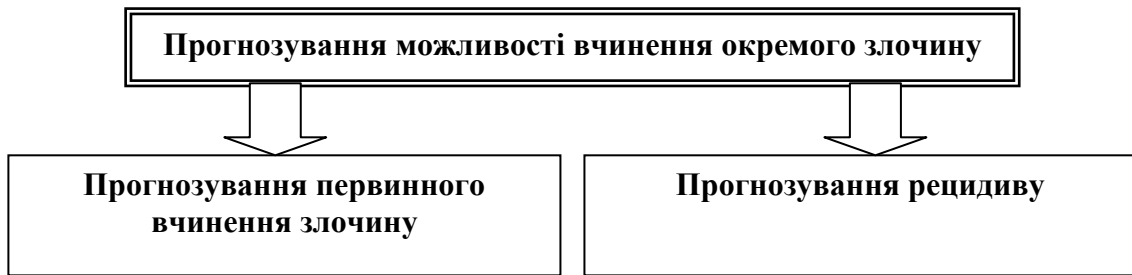 Прогнозування можливості вчинення окремого злочину
Прогнозування первинного
вчинення злочину
Прогнозування рецидиву